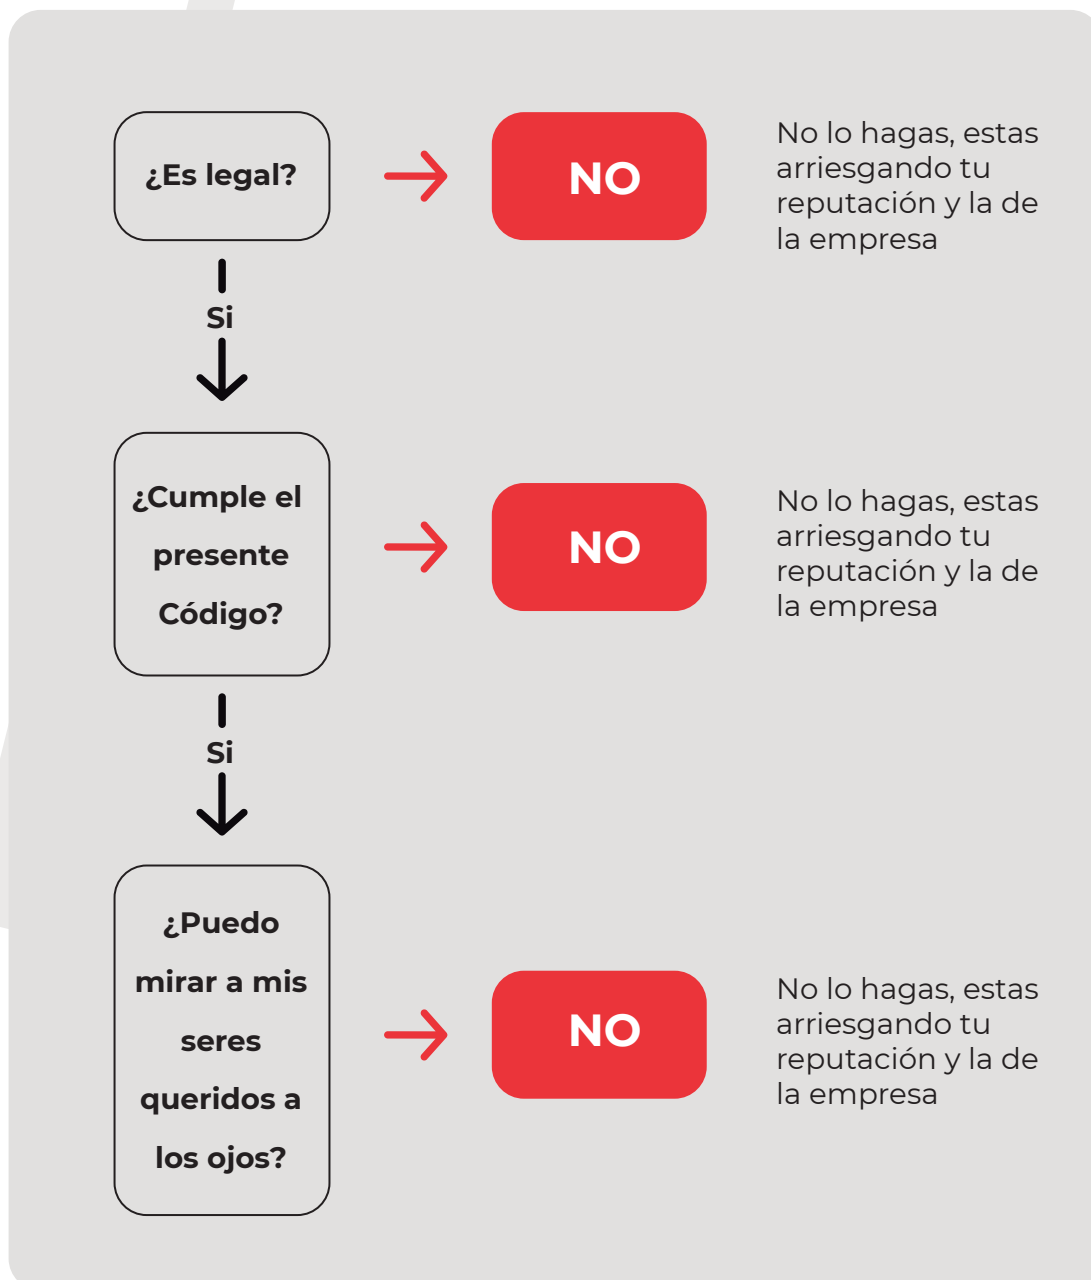 ¿Es legal?
NO
No lo hagas, estas
arriesgando tu
reputación y la de
la empresa
Si
¿Cumple el
presente
Código?
NO
No lo hagas, estas
arriesgando tu
reputación y la de
la empresa
Si
¿Puedo
mirar a mis
seres
queridos a
los ojos?
NO
No lo hagas, estas
arriesgando tu
reputación y la de
la empresa